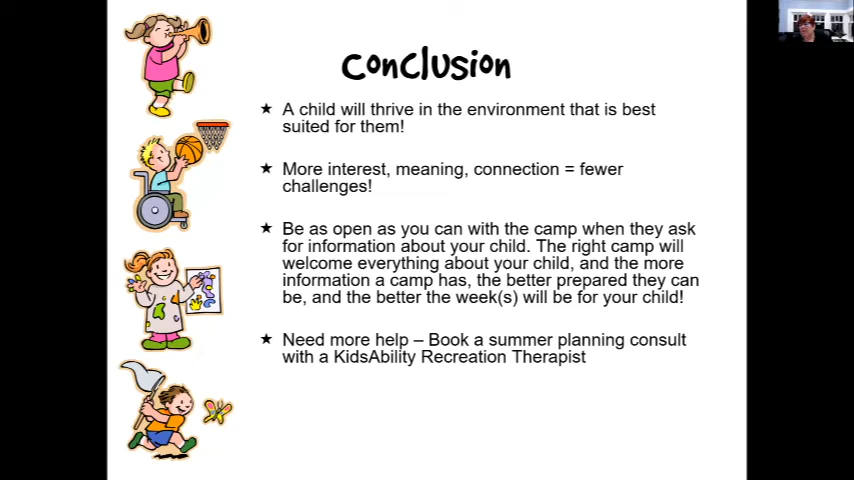 Conclusion
★ A child will thrive in the environment that is best
suited for them!
★ More interest, meaning, connection = fewer
challenges!
★ Be as open as you can with the camp when they ask
for information about your child. The right camp will
welcome everything about your child, and the more
information a camp has, the better prepared they can
be, and the better the week(s) will be for your child!
★ Need more help – Book a summer planning consult
with a KidsAbility Recreation Therapist